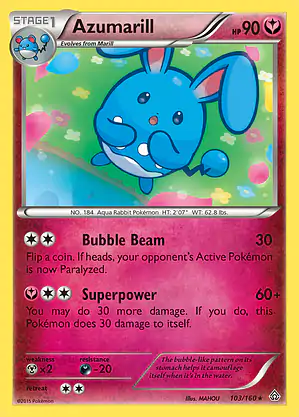 STAGE1
Azumarill
HP90
Evolves from Marill
NO. 184 Aqua Rabbit Pokémon HT: 2'07" WT: 62.8 lbs.
Bubble Beam 30
Flip a coin. If heads, your opponent's Active Pokémon
is now Paralyzed.
Superpower 60+
You may do 30 more damage. If you do, this
Pokémon does 30 damage to itself.
weakness
×2
resistance
-20
retreat
The bubble-like pattern on its
stomach helps it camouflage
itself when it's in the water.
Illus. MAHOU
103/160★
©2015 Pokémon